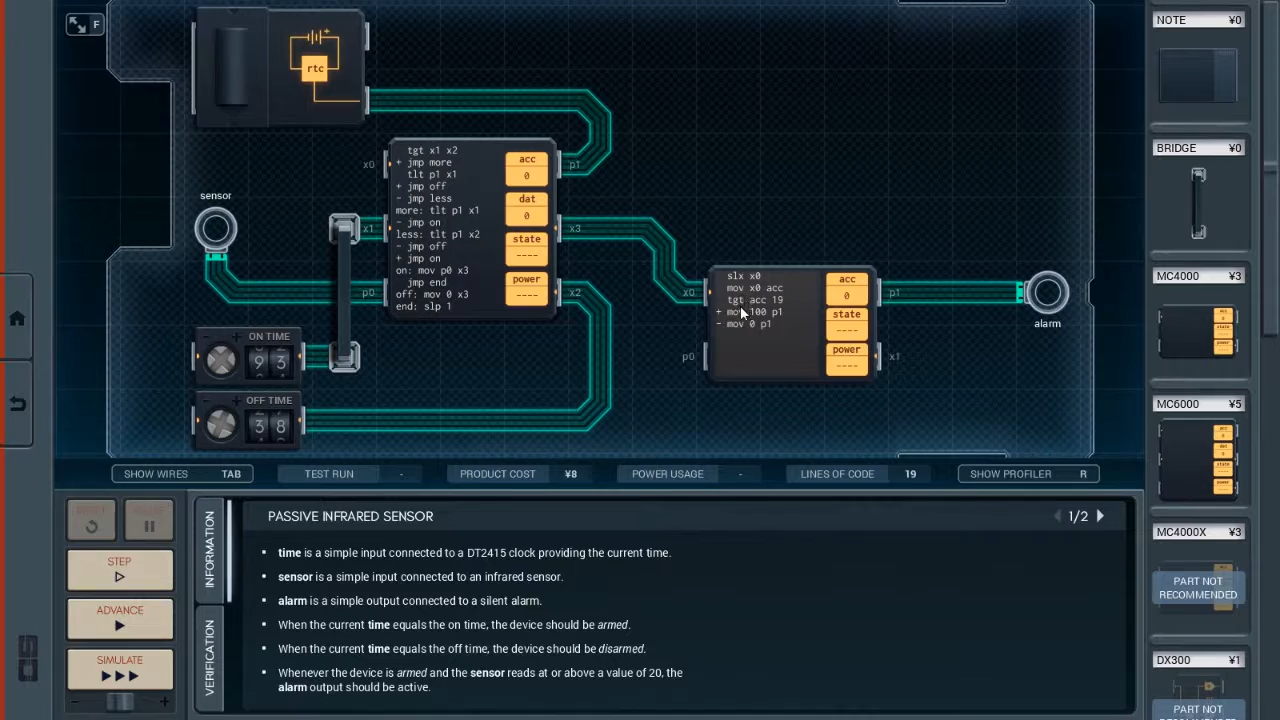 F
NOTE ¥0
rtc
BRIDGE ¥0
sensor
x0
tgt x1 x2
+ jmp more
tlt p1 x1
+ jmp off
- jmp less
more: tlt p1 x1
- jmp on
less: tlt p1 x2
- jmp off
+ jmp on
on: mov p0 x3
jmp end
off: mov 0 x3
end: slp 1
acc
0
dat
0
state
----
power
----
p1
x1
x3
p0
x2
MC4000 ¥3
x0
slx x0
mov x0 acc
tgt acc 19
+ mov 100 p1
- mov 0 p1
acc
0
state
----
power
----
p1
p0
x1
alarm
ON TIME
- +
9 3
OFF TIME
- +
3 8
MC6000 ¥5
SHOW WIRES TAB
TEST RUN -
PRODUCT COST ¥8
POWER USAGE -
LINES OF CODE 19
SHOW PROFILER R
STEP
ADVANCE
SIMULATE
- +
INFORMATION
VERIFICATION
PASSIVE INFRARED SENSOR
1/2
▪ time is a simple input connected to a DT2415 clock providing the current time.
▪ sensor is a simple input connected to an infrared sensor.
▪ alarm is a simple output connected to a silent alarm.
▪ When the current time equals the on time, the device should be armed.
▪ When the current time equals the off time, the device should be disarmed.
▪ Whenever the device is armed and the sensor reads at or above a value of 20, the
alarm output should be active.
MC4000X ¥3
PART NOT
RECOMMENDED
DX300 ¥1
PART NOT
RECOMMENDED